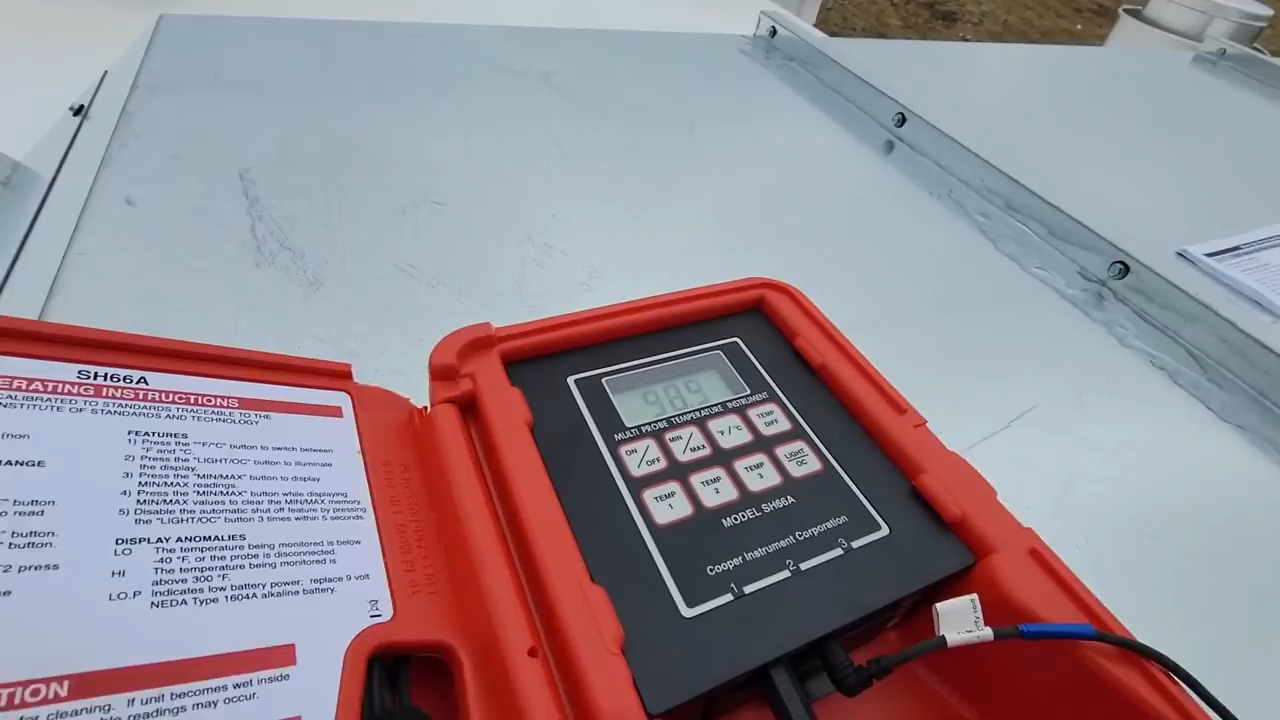 SH66A
ERATING INSTRUCTIONS
CALIBRATED TO STANDARDS TRACEABLE TO THE
INSTITUTE OF STANDARDS AND TECHNOLOGY
(non
ANGE
button.
to read
button.
2 press
FEATURES
1) Press the "°F/°C" button to switch between
°F and °C.
2) Press the "LIGHT/OC" button to illuminate
the display.
3) Press the "MIN/MAX" button to display
MIN/MAX readings.
4) Press the "MIN/MAX" button while displaying
MIN/MAX values to clear the MIN/MAX memory.
5) Disable the automatic shut off feature by pressing
the "LIGHT/OC" button 3 times within 5 seconds.
DISPLAY ANOMALIES
LO The temperature being monitored is below
-40 °F, or the probe is disconnected.
HI The temperature being monitored is
above 300 °F.
LO.P Indicates low battery power; replace 9 volt
NEDA Type 1604A alkaline battery.
TION
for cleaning. If unit becomes wet inside
readings may occur.
98.9
MULTI PROBE TEMPERATURE INSTRUMENT
ON/OFF MIN/MAX °F/°C TEMP DIFF
TEMP 1 TEMP 2 TEMP 3 LIGHT/OC
MODEL SH66A
Cooper Instrument Corporation
1 2 3